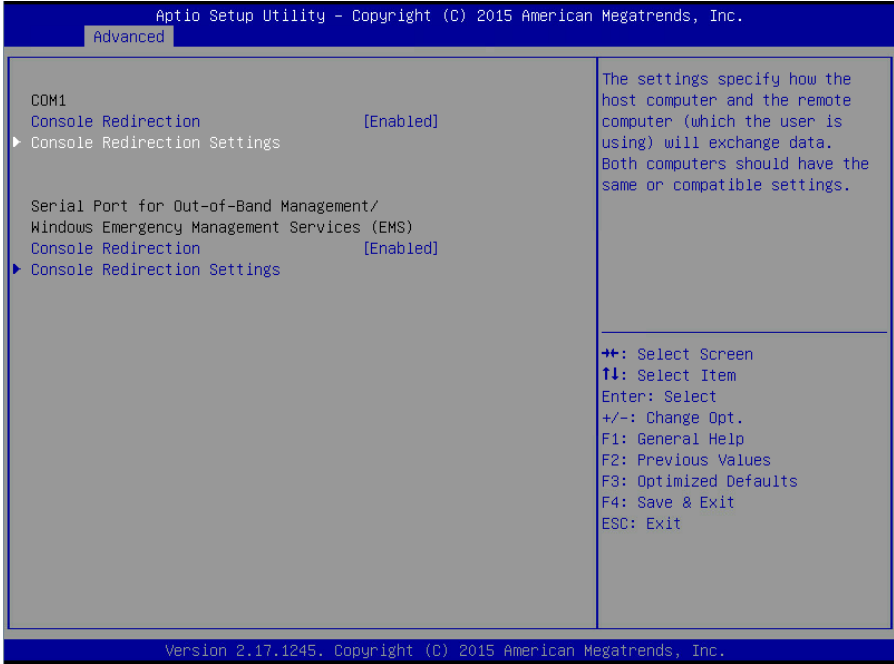 Aptio Setup Utility – Copyright (C) 2015 American Megatrends, Inc.
Advanced
COM1
Console Redirection [Enabled]
Console Redirection Settings
Serial Port for Out-of-Band Management/
Windows Emergency Management Services (EMS)
Console Redirection [Enabled]
Console Redirection Settings
The settings specify how the
host computer and the remote
computer (which the user is
using) will exchange data.
Both computers should have the
same or compatible settings.
→←: Select Screen
↑↓: Select Item
Enter: Select
+/-: Change Opt.
F1: General Help
F2: Previous Values
F3: Optimized Defaults
F4: Save & Exit
ESC: Exit
Version 2.17.1245. Copyright (C) 2015 American Megatrends, Inc.